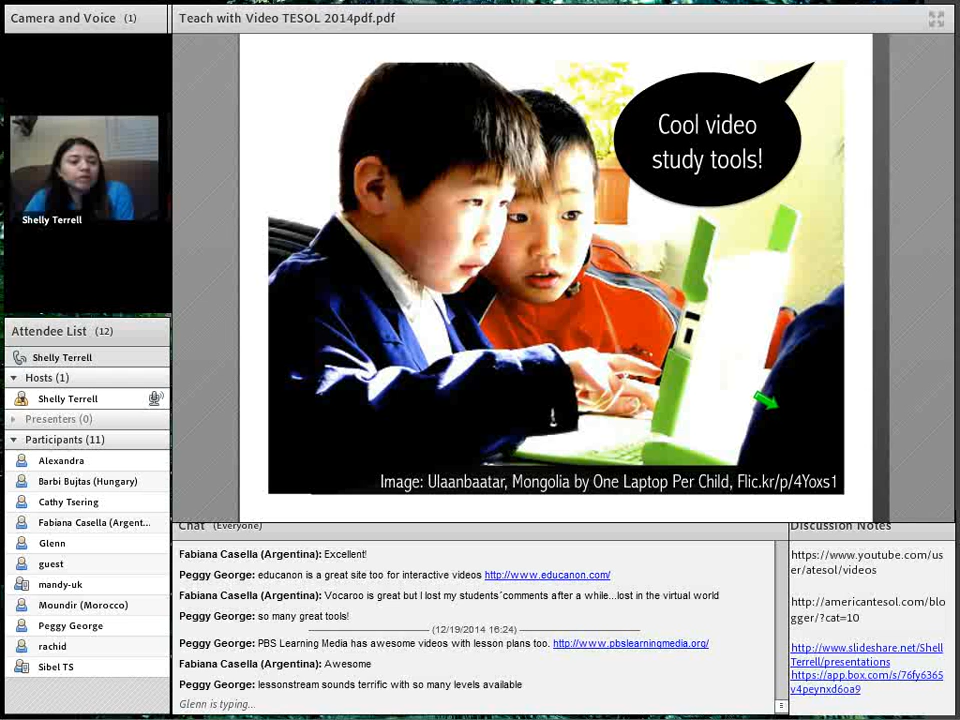 Camera and Voice (1)
Teach with Video TESOL 2014pdf.pdf
Shelly Terrell
Cool video
study tools!
Image: Ulaanbaatar, Mongolia by One Laptop Per Child, Flic.kr/p/4Yoxs1
Attendee List (12)
Shelly Terrell
Hosts (1)
Shelly Terrell
Presenters (0)
Participants (11)
Alexandra
Barbi Bujtas (Hungary)
Cathy Tsering
Fabiana Casella (Argent...
Glenn
guest
mandy-uk
Moundir (Morocco)
Peggy George
rachid
Sibel TS
Chat (Everyone)
Fabiana Casella (Argentina): Excellent!
Peggy George: educanon is a great site too for interactive videos http://www.educanon.com/
Fabiana Casella (Argentina): Vocaroo is great but I lost my students´comments after a while...lost in the virtual world
Peggy George: so many great tools!
(12/19/2014 16:24)
Peggy George: PBS Learning Media has awesome videos with lesson plans too. http://www.pbslearningmedia.org/
Fabiana Casella (Argentina): Awesome
Peggy George: lessonstream sounds terrific with so many levels available
Glenn is typing...
Discussion Notes
https://www.youtube.com/us
er/atesol/videos
http://americantesol.com/blo
gger/?cat=10
http://www.slideshare.net/Shell
Terrell/presentations
https://app.box.com/s/76fy6365
v4peynxd6oa9